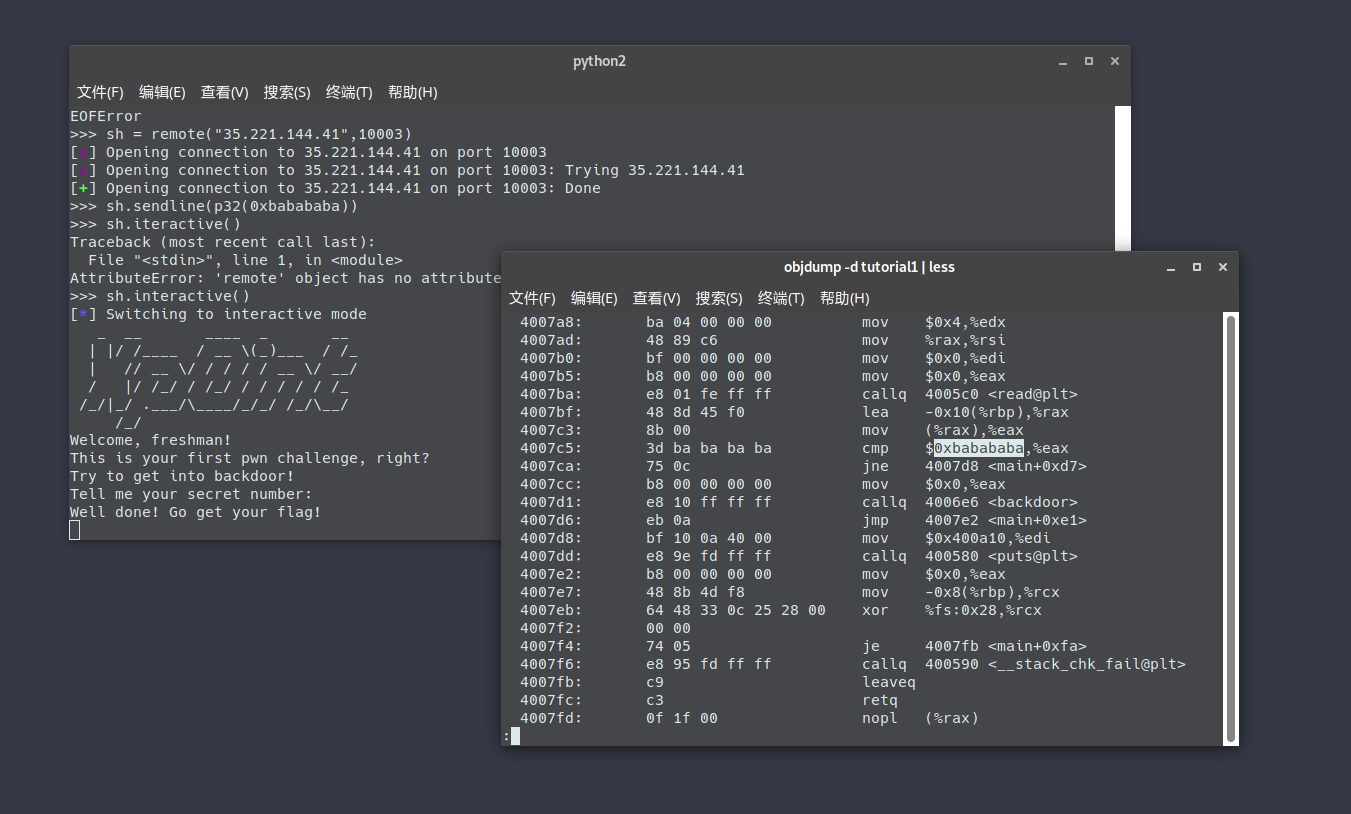 python2
文件(F) 编辑(E) 查看(V) 搜索(S) 终端(T) 帮助(H)
EOFError
>>> sh = remote("35.221.144.41",10003)
[x] Opening connection to 35.221.144.41 on port 10003
[x] Opening connection to 35.221.144.41 on port 10003: Trying 35.221.144.41
[+] Opening connection to 35.221.144.41 on port 10003: Done
>>> sh.sendline(p32(0xbabababa))
>>> sh.iteractive()
Traceback (most recent call last):
  File "<stdin>", line 1, in <module>
AttributeError: 'remote' object has no attribute
>>> sh.interactive()
[*] Switching to interactive mode
Welcome, freshman!
This is your first pwn challenge, right?
Try to get into backdoor!
Tell me your secret number:
Well done! Go get your flag!
objdump -d tutorial1 | less
文件(F) 编辑(E) 查看(V) 搜索(S) 终端(T) 帮助(H)
4007a8: ba 04 00 00 00 mov $0x4,%edx
4007ad: 48 89 c6 mov %rax,%rsi
4007b0: bf 00 00 00 00 mov $0x0,%edi
4007b5: b8 00 00 00 00 mov $0x0,%eax
4007ba: e8 01 fe ff ff callq 4005c0 <read@plt>
4007bf: 48 8d 45 f0 lea -0x10(%rbp),%rax
4007c3: 8b 00 mov (%rax),%eax
4007c5: 3d ba ba ba ba cmp $0xbabababa,%eax
4007ca: 75 0c jne 4007d8 <main+0xd7>
4007cc: b8 00 00 00 00 mov $0x0,%eax
4007d1: e8 10 ff ff ff callq 4006e6 <backdoor>
4007d6: eb 0a jmp 4007e2 <main+0xe1>
4007d8: bf 10 0a 40 00 mov $0x400a10,%edi
4007dd: e8 9e fd ff ff callq 400580 <puts@plt>
4007e2: b8 00 00 00 00 mov $0x0,%eax
4007e7: 48 8b 4d f8 mov -0x8(%rbp),%rcx
4007eb: 64 48 33 0c 25 28 00 xor %fs:0x28,%rcx
4007f2: 00 00
4007f4: 74 05 je 4007fb <main+0xfa>
4007f6: e8 95 fd ff ff callq 400590 <__stack_chk_fail@plt>
4007fb: c9 leaveq
4007fc: c3 retq
4007fd: 0f 1f 00 nopl (%rax)
: